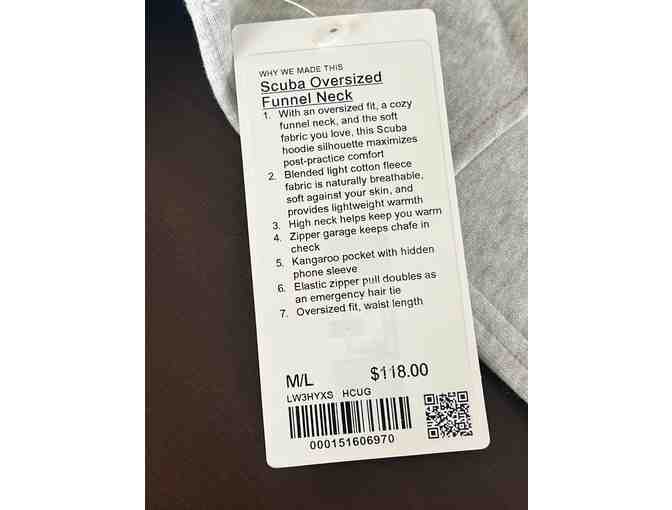 WHY WE MADE THIS
Scuba Oversized
Funnel Neck
1. With an oversized fit, a cozy
funnel neck, and the soft
fabric you love, this Scuba
hoodie silhouette maximizes
post-practice comfort
2. Blended light cotton fleece
fabric is naturally breathable,
soft against your skin, and
provides lightweight warmth
3. High neck helps keep you warm
4. Zipper garage keeps chafe in
check
5. Kangaroo pocket with hidden
phone sleeve
6. Elastic zipper pull doubles as
an emergency hair tie
7. Oversized fit, waist length
M/L $118.00
LW3HYXS HCUG
000151606970